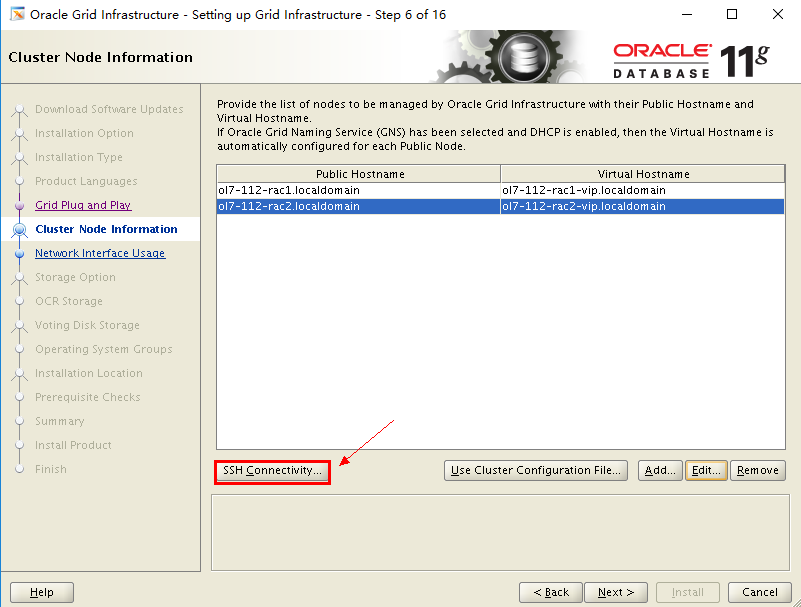 Oracle Grid Infrastructure - Setting up Grid Infrastructure - Step 6 of 16
Cluster Node Information
ORACLE
DATABASE 11g
Download Software Updates
Installation Option
Installation Type
Product Languages
Grid Plug and Play
Cluster Node Information
Network Interface Usage
Storage Option
OCR Storage
Voting Disk Storage
Operating System Groups
Installation Location
Prerequisite Checks
Summary
Install Product
Finish
Provide the list of nodes to be managed by Oracle Grid Infrastructure with their Public Hostname and
Virtual Hostname.
If Oracle Grid Naming Service (GNS) has been selected and DHCP is enabled, then the Virtual Hostname is
automatically configured for each Public Node.
Public Hostname Virtual Hostname
ol7-112-rac1.localdomain ol7-112-rac1-vip.localdomain
ol7-112-rac2.localdomain ol7-112-rac2-vip.localdomain
SSH Connectivity... Use Cluster Configuration File... Add... Edit... Remove
Help < Back Next > Install Cancel